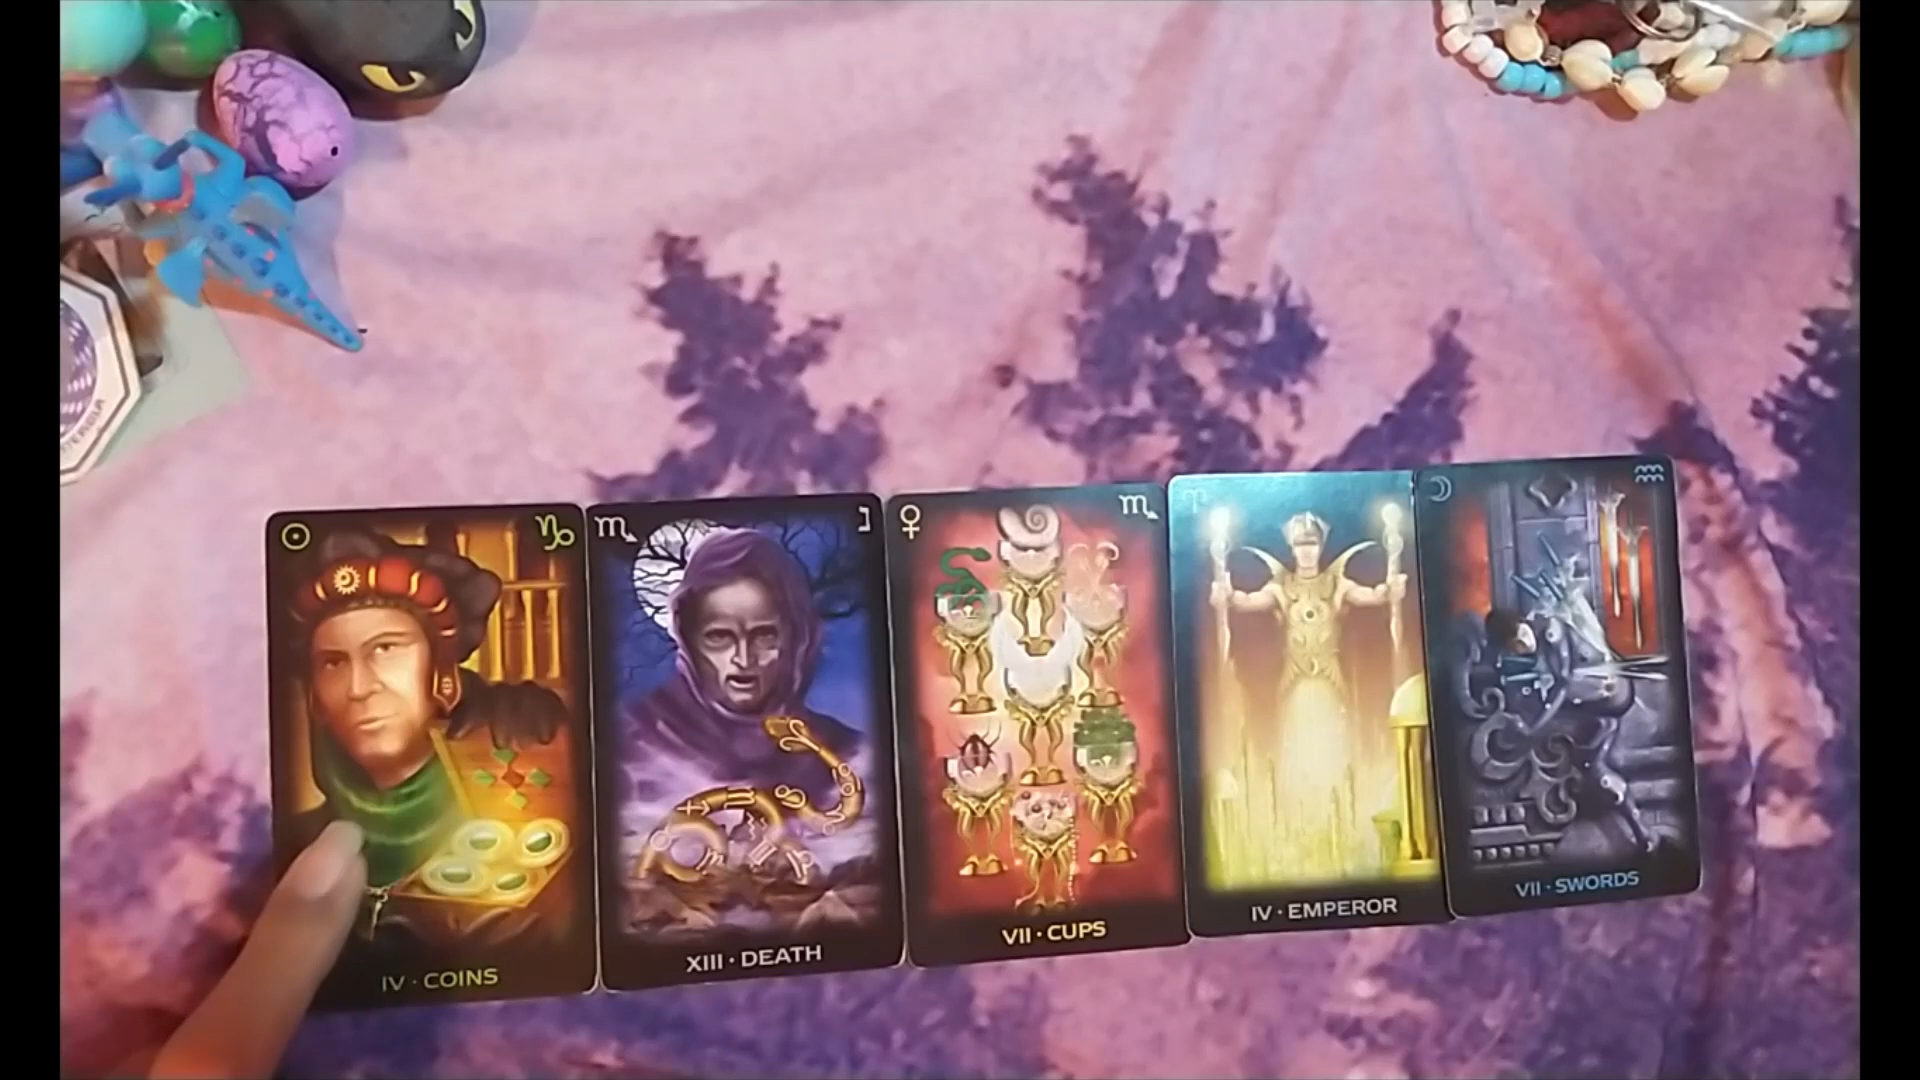 IV · COINS
XIII · DEATH
VII · CUPS
IV · EMPEROR
VII · SWORDS